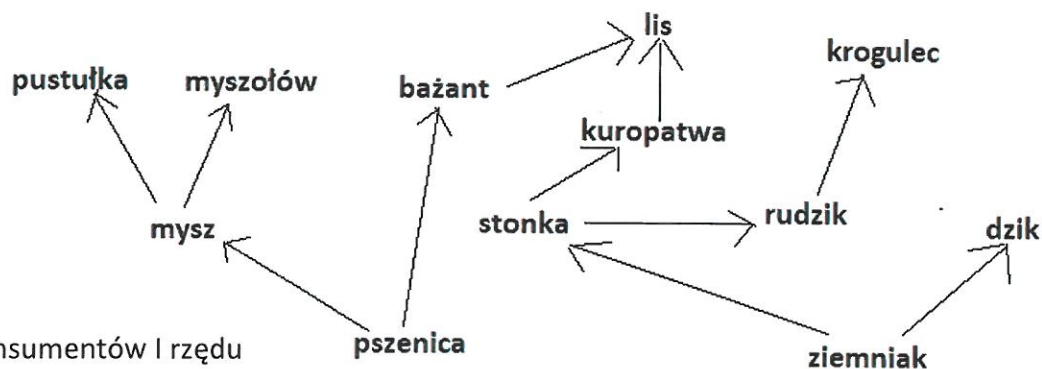 lis
krogulec
pustułka myszołów bażant
kuropatwa
mysz stonka rudzik dzik
nsumentów I rzędu pszenica ziemniak